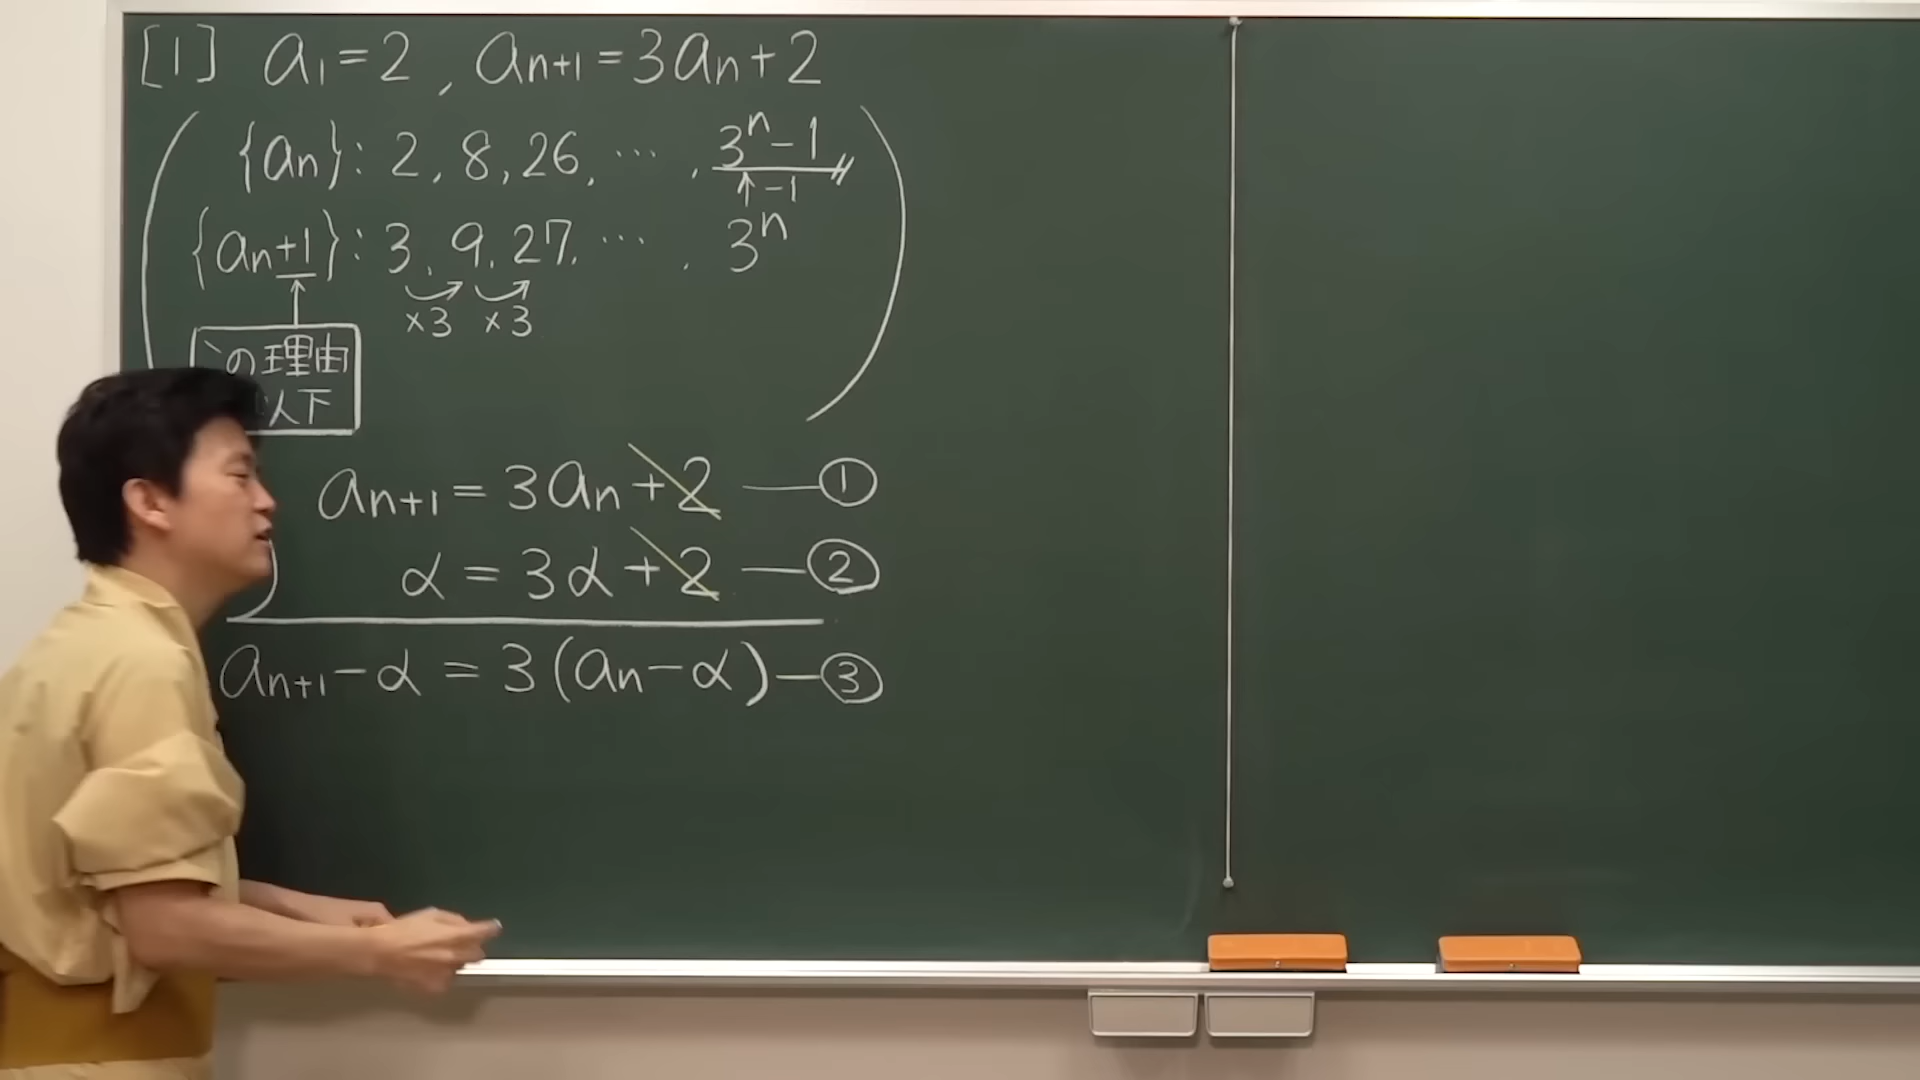 [1] a₁=2, aₙ₊₁=3aₙ+2
{aₙ}: 2, 8, 26, …, 3ⁿ−1
↑−1
{aₙ+1}: 3, 9, 27, …, 3ⁿ
×3 ×3
の理由
以下
aₙ₊₁=3aₙ+2 —①
α=3α+2 —②
aₙ₊₁−α=3(aₙ−α)—③